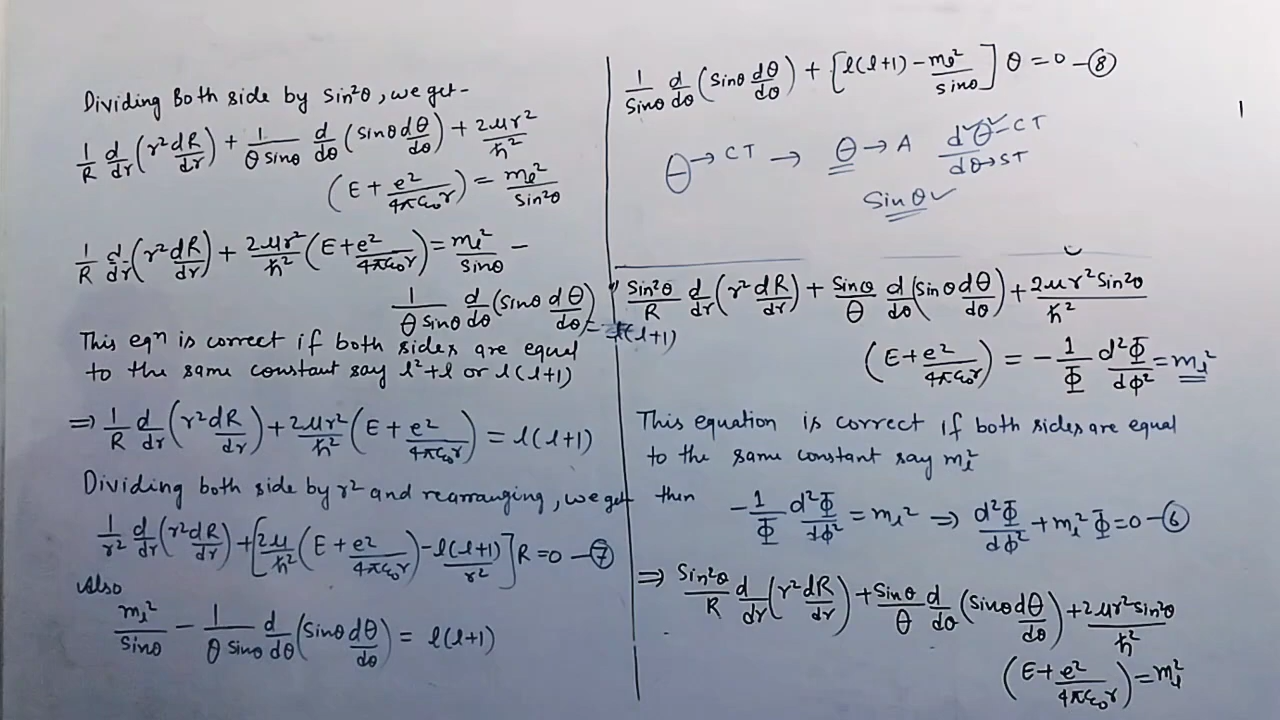 Dividing Both side by sin²θ, we get-
1/R d/dr (r² dR/dr) + 1/(θ sinθ) d/dθ (sinθ dθ/dθ) + 2μr²/ħ²
(E + e²/4πε₀r) = mₗ²/sin²θ
1/R d/dr (r² dR/dr) + 2μr²/ħ² (E + e²/4πε₀r) = mₗ²/sinθ -
1/(θ sinθ) d/dθ (sinθ dθ/dθ) = l(l+1)
This eqⁿ is correct if both sides are equal
to the same constant say l²+l or l(l+1)
⇒ 1/R d/dr (r² dR/dr) + 2μr²/ħ² (E + e²/4πε₀r) = l(l+1)
Dividing both side by r² and rearranging, we get
1/r² d/dr (r² dR/dr) + [2μ/ħ² (E + e²/4πε₀r) - l(l+1)/r²] R = 0 - ⑦
Also
mₗ²/sinθ - 1/(θ sinθ) d/dθ (sinθ dθ/dθ) = l(l+1)
1/sinθ d/dθ (sinθ dθ/dθ) + [l(l+1) - mₗ²/sinθ] θ = 0 - ⑧
θ → CT → θ → A d²θ → CT
dθ → ST
Sinθ ✓
Sin²θ/R d/dr (r² dR/dr) + Sinθ/θ d/dθ (sinθ dθ/dθ) + 2μr² Sin²θ/ħ²
(E + e²/4πε₀r) = - 1/Φ d²Φ/dϕ² = mₗ²
This equation is correct if both sides are equal
to the same constant say mₗ²
then - 1/Φ d²Φ/dϕ² = mₗ² ⇒ d²Φ/dϕ² + mₗ² Φ = 0 - ⑥
⇒ Sin²θ/R d/dr (r² dR/dr) + Sinθ/θ d/dθ (sinθ dθ/dθ) + 2μr² sin²θ/ħ²
(E + e²/4πε₀r) = mₗ²